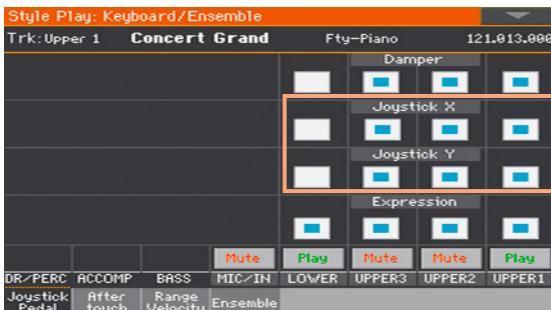 Style Play: Keyboard/Ensemble
Trk:Upper 1 Concert Grand Fty-Piano 121.013.000
Damper
Joystick X
Joystick Y
Expression
Mute Play Mute Mute Play
DR/PERC ACCOMP BASS MIC/IN LOWER UPPER3 UPPER2 UPPER1
Joystick After Range Ensemble
Pedal touch Velocity